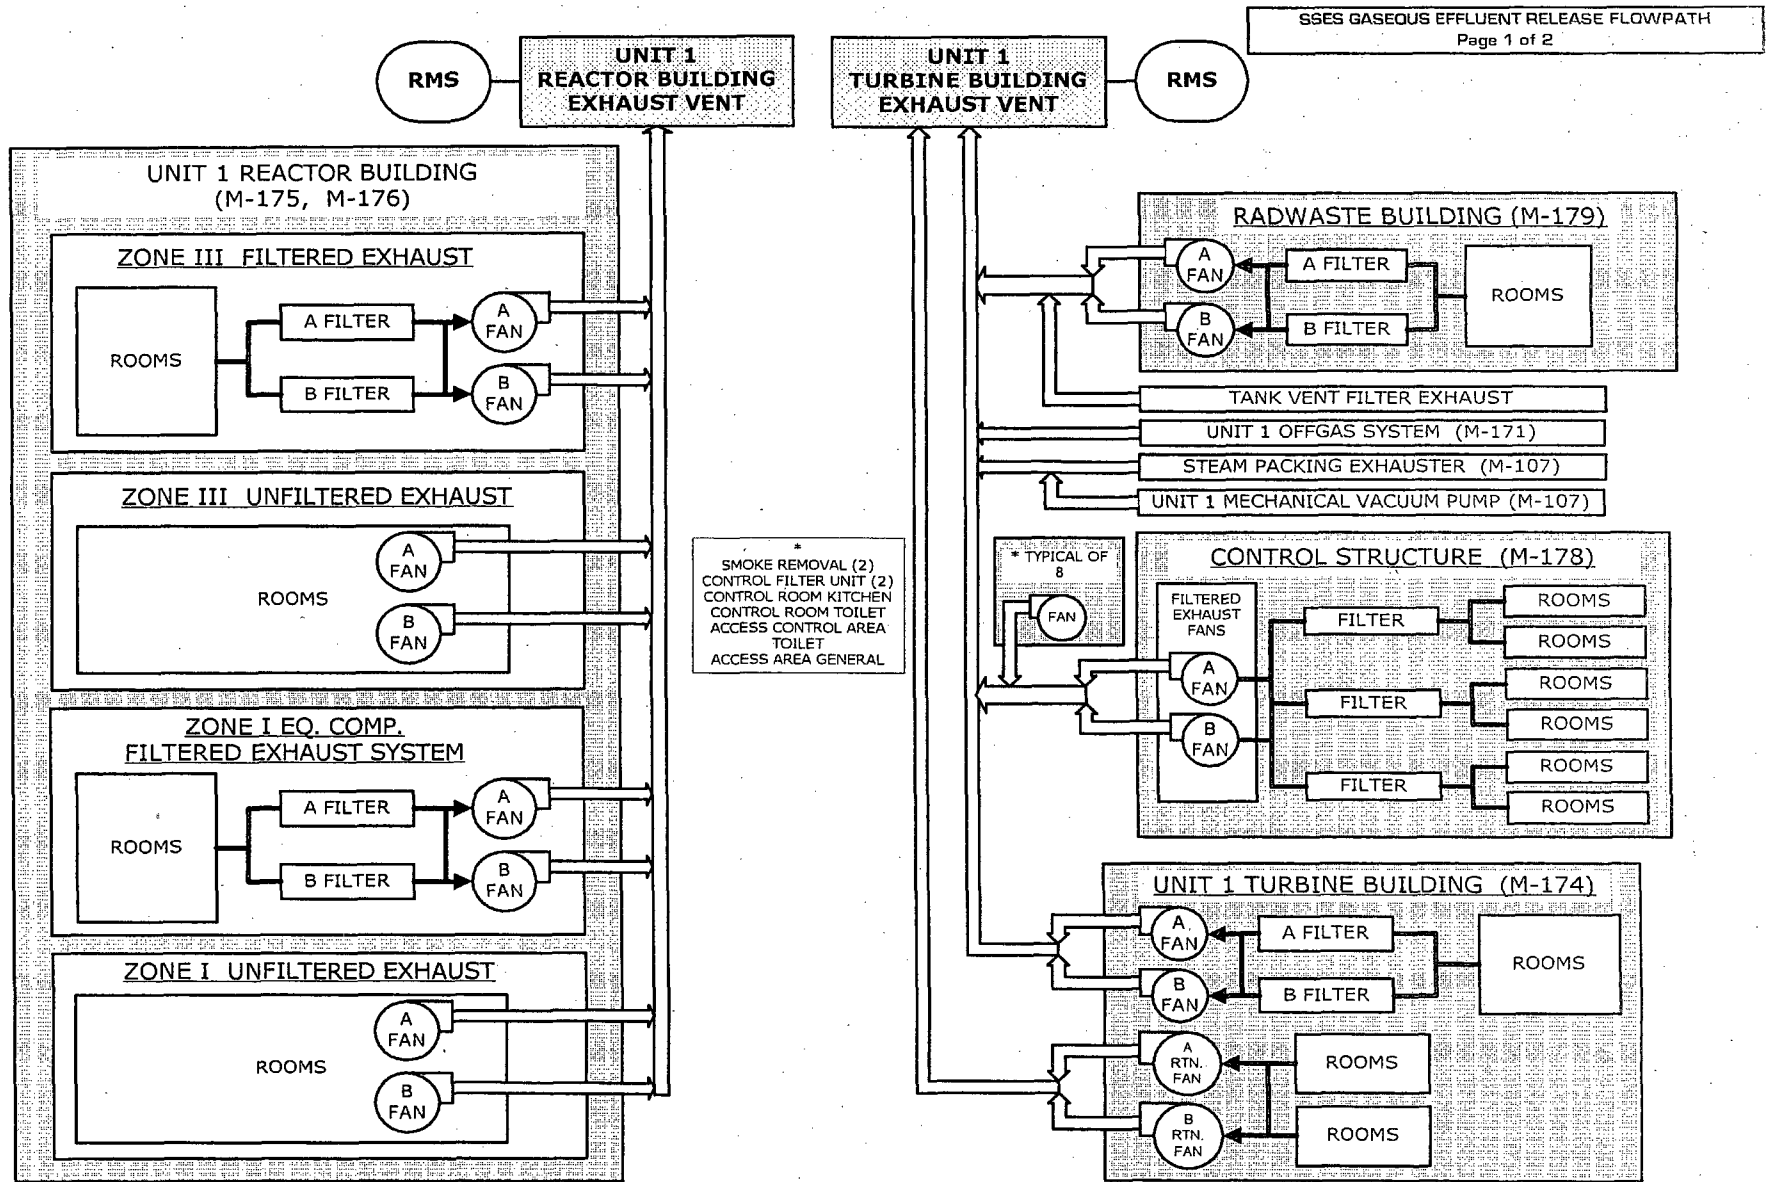 SSES GASEOUS EFFLUENT RELEASE FLOWPATH
Page 1 of 2
RMS
UNIT 1
REACTOR BUILDING
EXHAUST VENT
UNIT 1
TURBINE BUILDING
EXHAUST VENT
RMS
UNIT 1 REACTOR BUILDING
(M-175, M-176)
ZONE III FILTERED EXHAUST
ROOMS
A FILTER
B FILTER
A
FAN
B
FAN
ZONE III UNFILTERED EXHAUST
ROOMS
A
FAN
B
FAN
ZONE I EQ. COMP.
FILTERED EXHAUST SYSTEM
ROOMS
A FILTER
B FILTER
A
FAN
B
FAN
ZONE I UNFILTERED EXHAUST
ROOMS
A
FAN
B
FAN
*
SMOKE REMOVAL (2)
CONTROL FILTER UNIT (2)
CONTROL ROOM KITCHEN
CONTROL ROOM TOILET
ACCESS CONTROL AREA
TOILET
ACCESS AREA GENERAL
RADWASTE BUILDING (M-179)
A
FAN
B
FAN
A FILTER
B FILTER
ROOMS
TANK VENT FILTER EXHAUST
UNIT 1 OFFGAS SYSTEM (M-171)
STEAM PACKING EXHAUSTER (M-107)
UNIT 1 MECHANICAL VACUUM PUMP (M-107)
* TYPICAL OF
8
FAN
CONTROL STRUCTURE (M-178)
FILTERED
EXHAUST
FANS
A
FAN
B
FAN
FILTER
FILTER
FILTER
ROOMS
ROOMS
ROOMS
ROOMS
ROOMS
ROOMS
UNIT 1 TURBINE BUILDING (M-174)
A
FAN
B
FAN
A FILTER
B FILTER
ROOMS
A
RTN.
FAN
B
RTN.
FAN
ROOMS
ROOMS